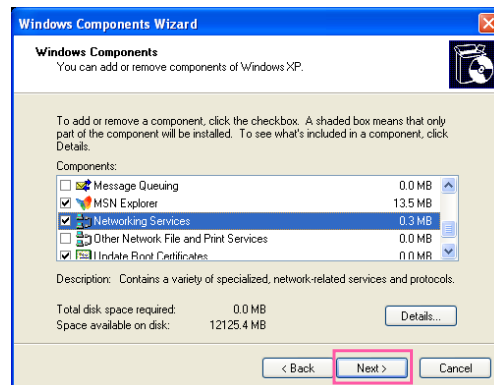 Windows Components Wizard
Windows Components
You can add or remove components of Windows XP.
To add or remove a component, click the checkbox. A shaded box means that only
part of the component will be installed. To see what's included in a component, click
Details.
Components:
Message Queuing 0.0 MB
MSN Explorer 13.5 MB
Networking Services 0.3 MB
Other Network File and Print Services 0.0 MB
Update Root Certificates 0.0 MB
Description: Contains a variety of specialized, network-related services and protocols.
Total disk space required: 0.0 MB
Space available on disk: 12125.4 MB
Details...
< Back Next > Cancel